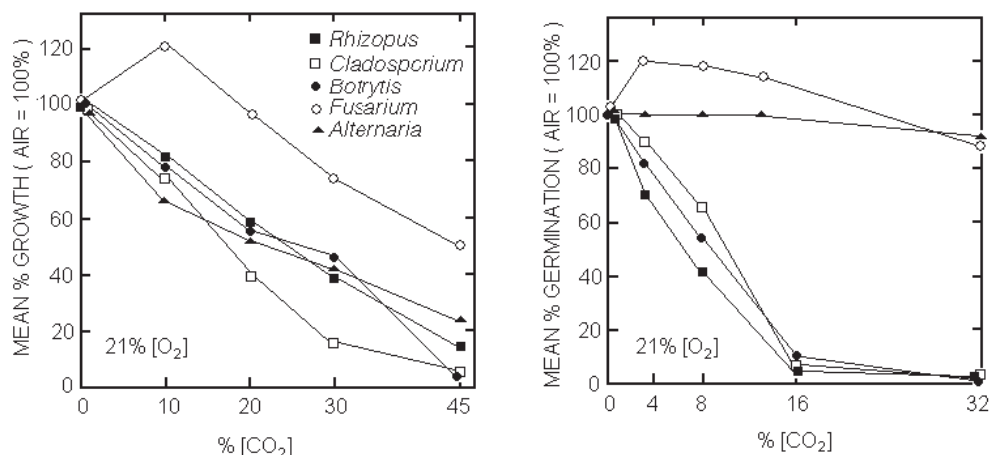 MEAN % GROWTH ( AIR = 100% )
120
100
80
60
40
20
0
Rhizopus
Cladosporium
Botrytis
Fusarium
Alternaria
21% [O₂]
0 10 20 30 45
% [CO₂]
MEAN % GERMINATION ( AIR = 100% )
120
100
80
60
40
20
0
21% [O₂]
0 4 8 16 32
% [CO₂]